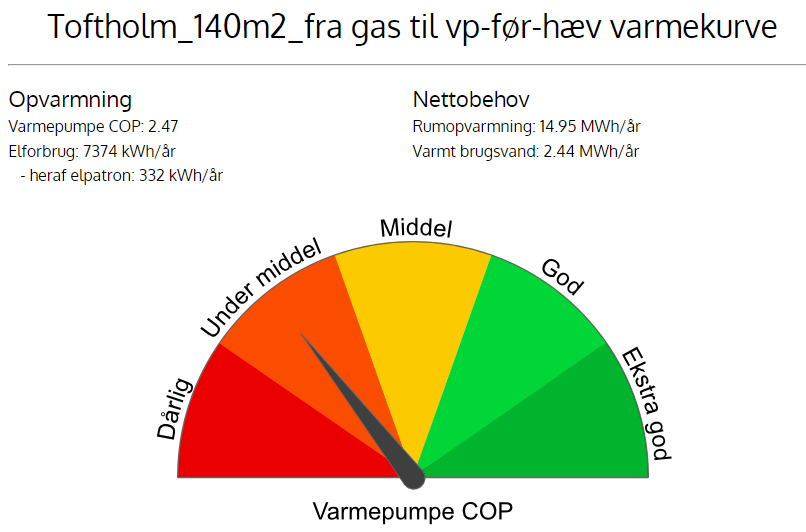 Toftholm_140m2_fra gas til vp-før-hæv varmekurve
Opvarmning
Varmepumpe COP: 2.47
Elforbrug: 7374 kWh/år
- heraf elpatron: 332 kWh/år
Nettobehov
Rumopvarmning: 14.95 MWh/år
Varmt brugsvand: 2.44 MWh/år
Dårlig
Under middel
Middel
God
Ekstra god
Varmepumpe COP